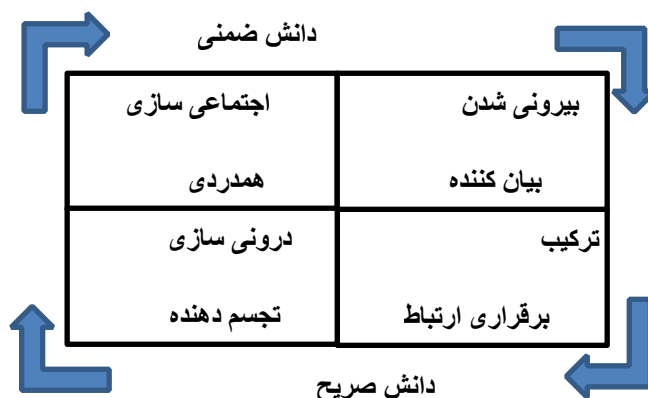 دانش ضمنی
بیرونی شدن
بیان کننده
اجتماعی سازی
همدردی
ترکیب
برقراری ارتباط
درونی سازی
تجسم دهنده
دانش صریح